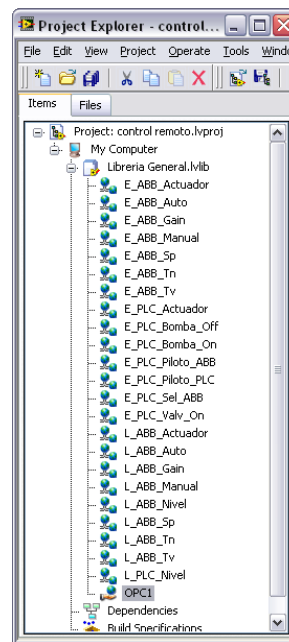 Project Explorer - control...
File Edit View Project Operate Tools Windo
Items Files
Project: control remoto.lvproj
My Computer
Libreria General.lvlib
E_ABB_Actuador
E_ABB_Auto
E_ABB_Gain
E_ABB_Manual
E_ABB_Sp
E_ABB_Tn
E_ABB_Tv
E_PLC_Actuador
E_PLC_Bomba_Off
E_PLC_Bomba_On
E_PLC_Piloto_ABB
E_PLC_Piloto_PLC
E_PLC_Sel_ABB
E_PLC_Valv_On
L_ABB_Actuador
L_ABB_Auto
L_ABB_Gain
L_ABB_Manual
L_ABB_Nivel
L_ABB_Sp
L_ABB_Tn
L_ABB_Tv
L_PLC_Nivel
OPC1
Dependencies
Build Specifications